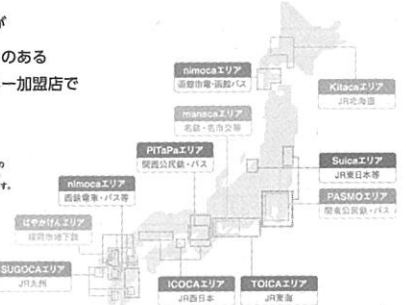 が
のある
ー加盟店で
の
す。
nimocaエリア
函館市電・函館バス
Kitacaエリア
JR北海道
manacaエリア
名鉄・名市交等
PiTaPaエリア
関西公民鉄・バス
Suicaエリア
JR東日本等
nimocaエリア
西鉄電車・バス等
PASMOエリア
関東公民鉄・バス
はやかけんエリア
福岡市地下鉄
SUGOCAエリア
JR九州
ICOCAエリア
JR西日本
TOICAエリア
JR東海